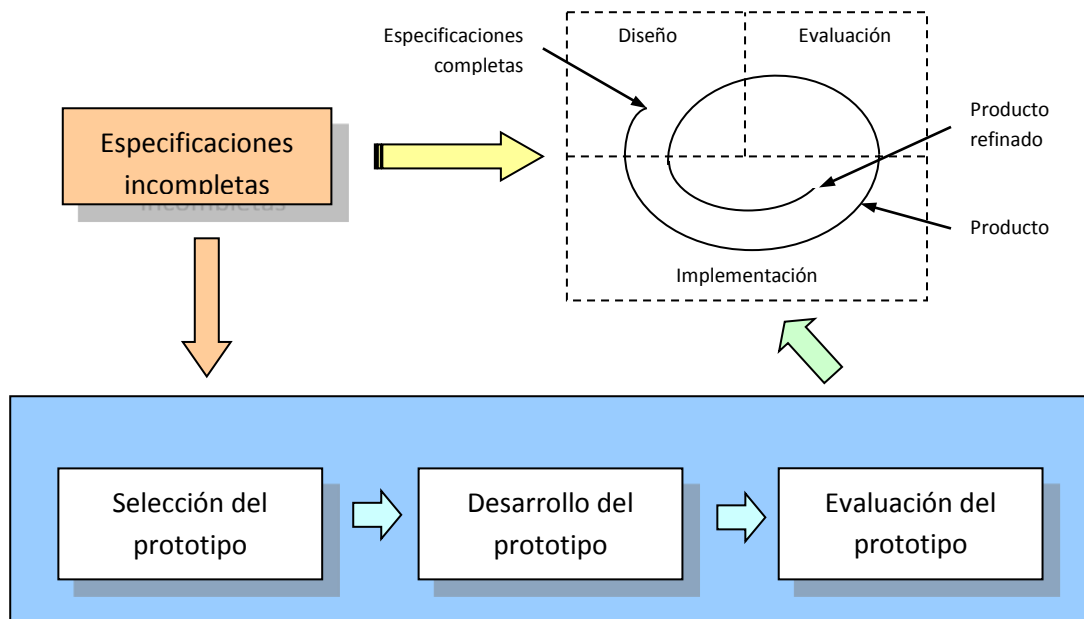 Especificaciones
completas
Diseño
Evaluación
Especificaciones
incompletas
Producto
refinado
Producto
Implementación
Selección del
prototipo
Desarrollo del
prototipo
Evaluación del
prototipo